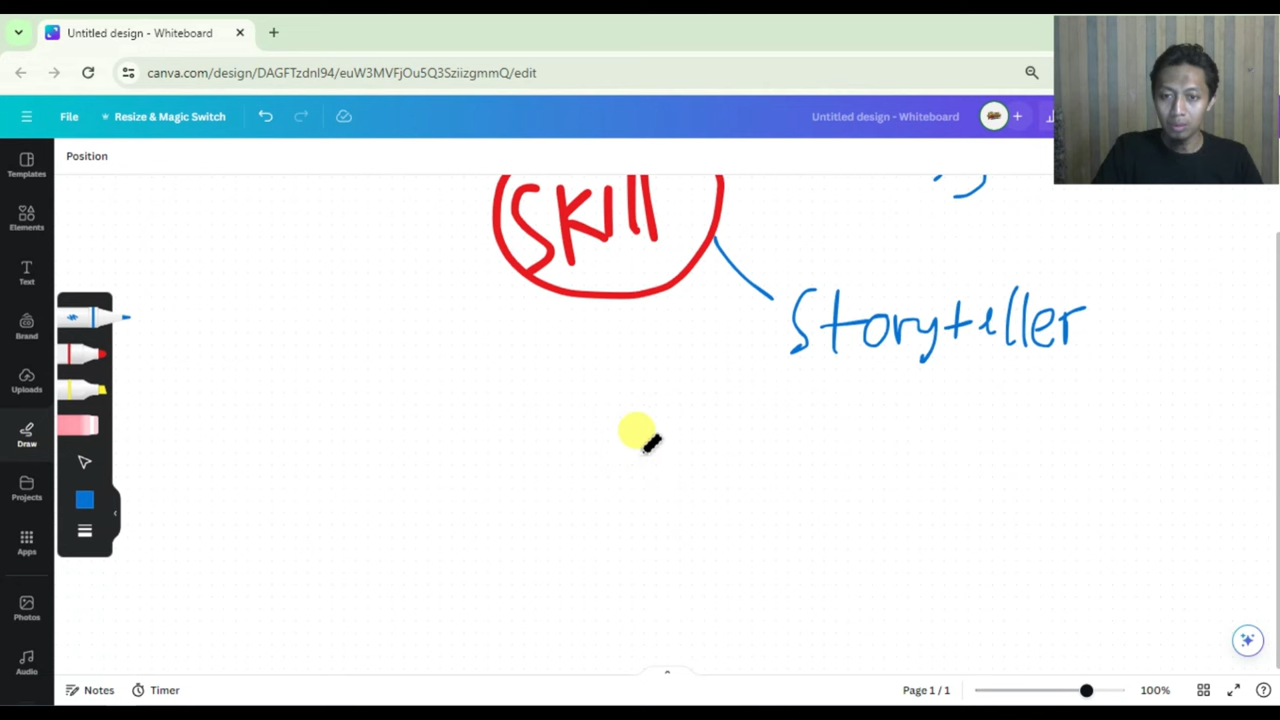 Untitled design - Whiteboard
canva.com/design/DAGFTzdnI94/euW3MVFjOu5Q3SziizgmmQ/edit
File
Resize & Magic Switch
Untitled design - Whiteboard
Position
Templates
Elements
Text
Brand
Uploads
Draw
Projects
Apps
Photos
Audio
Skill
Storyteller
Notes
Timer
Page 1 / 1
100%